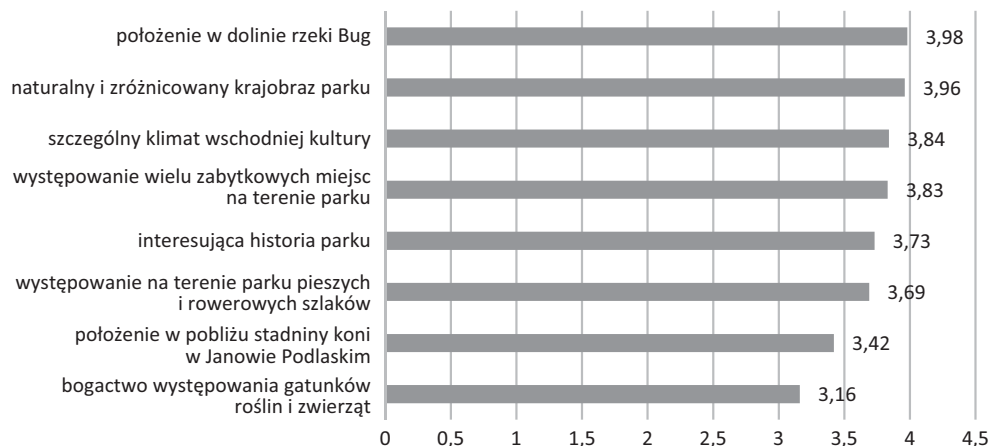 położenie w dolinie rzeki Bug 3,98
naturalny i zróżnicowany krajobraz parku 3,96
szczególny klimat wschodniej kultury 3,84
występowanie wielu zabytkowych miejsc
na terenie parku 3,83
interesująca historia parku 3,73
występowanie na terenie parku pieszych
i rowerowych szlaków 3,69
położenie w pobliżu stadniny koni
w Janowie Podlaskim 3,42
bogactwo występowania gatunków
roślin i zwierząt 3,16
0 0,5 1 1,5 2 2,5 3 3,5 4 4,5